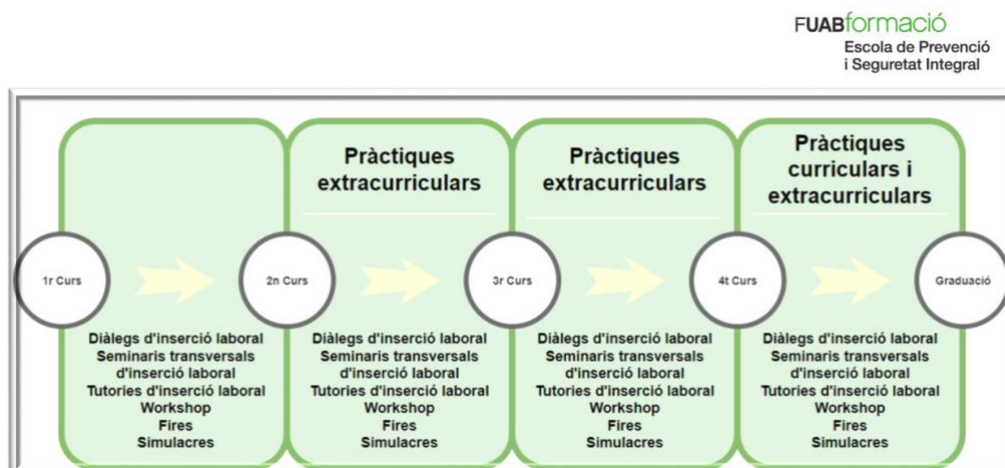 FUABformació
Escola de Prevenció
i Seguretat Integral
Pràctiques
extracurriculars
Pràctiques
extracurriculars
Pràctiques
curriculars i
extracurriculars
1r Curs
2n Curs
3r Curs
4t Curs
Graduació
Diàlegs d'inserció laboral
Seminaris transversals
d'inserció laboral
Tutories d'inserció laboral
Workshop
Fires
Simulacres
Diàlegs d'inserció laboral
Seminaris transversals
d'inserció laboral
Tutories d'inserció laboral
Workshop
Fires
Simulacres
Diàlegs d'inserció laboral
Seminaris transversals
d'inserció laboral
Tutories d'inserció laboral
Workshop
Fires
Simulacres
Diàlegs d'inserció laboral
Seminaris transversals
d'inserció laboral
Tutories d'inserció laboral
Workshop
Fires
Simulacres